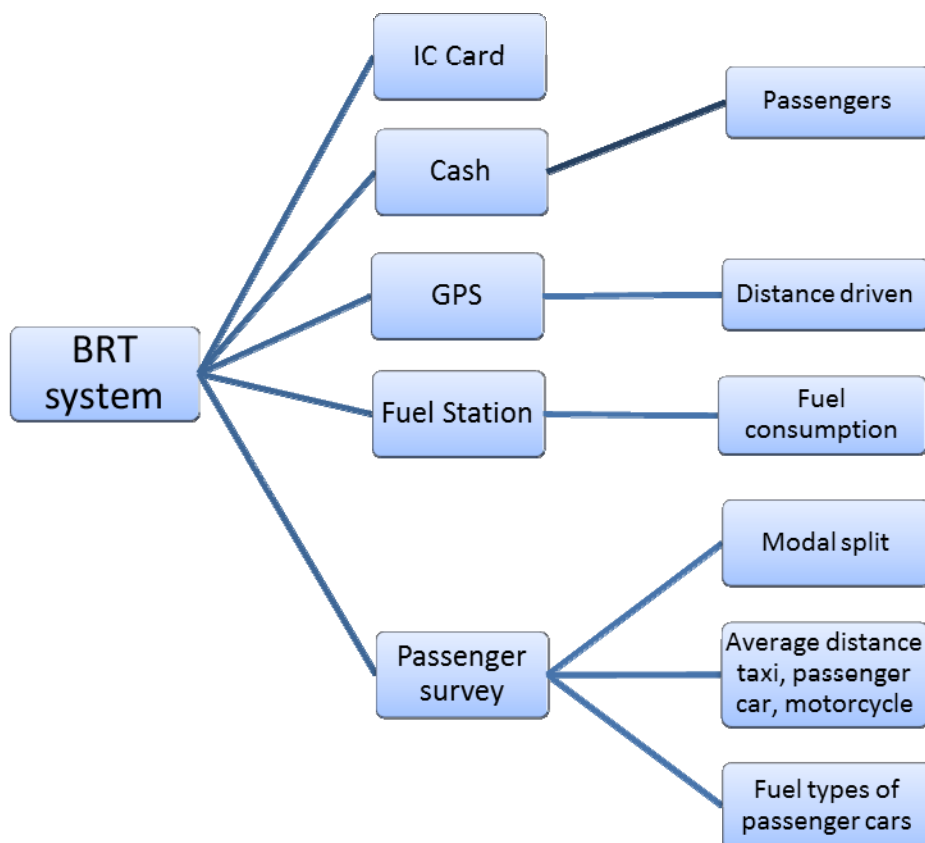 IC Card
Passengers
Cash
GPS
Distance driven
BRT
system
Fuel Station
Fuel
consumption
Modal split
Passenger
survey
Average distance
taxi, passenger
car, motorcycle
Fuel types of
passenger cars